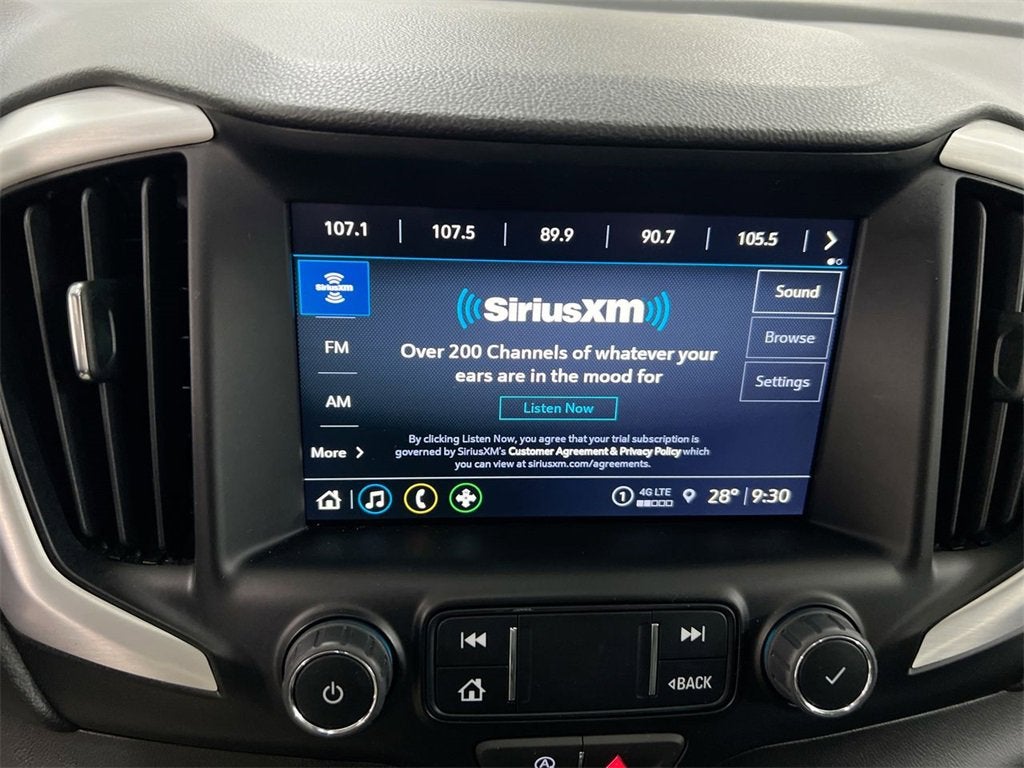 107.1 | 107.5 | 89.9 | 90.7 | 105.5 |
SiriusXM
SiriusXM
Sound
FM
Over 200 Channels of whatever your
ears are in the mood for
Browse
AM
Listen Now
Settings
More
By clicking Listen Now, you agree that your trial subscription is
governed by SiriusXM's Customer Agreement & Privacy Policy which
you can view at siriusxm.com/agreements.
1 4G LTE 28° | 9:30
BACK
A